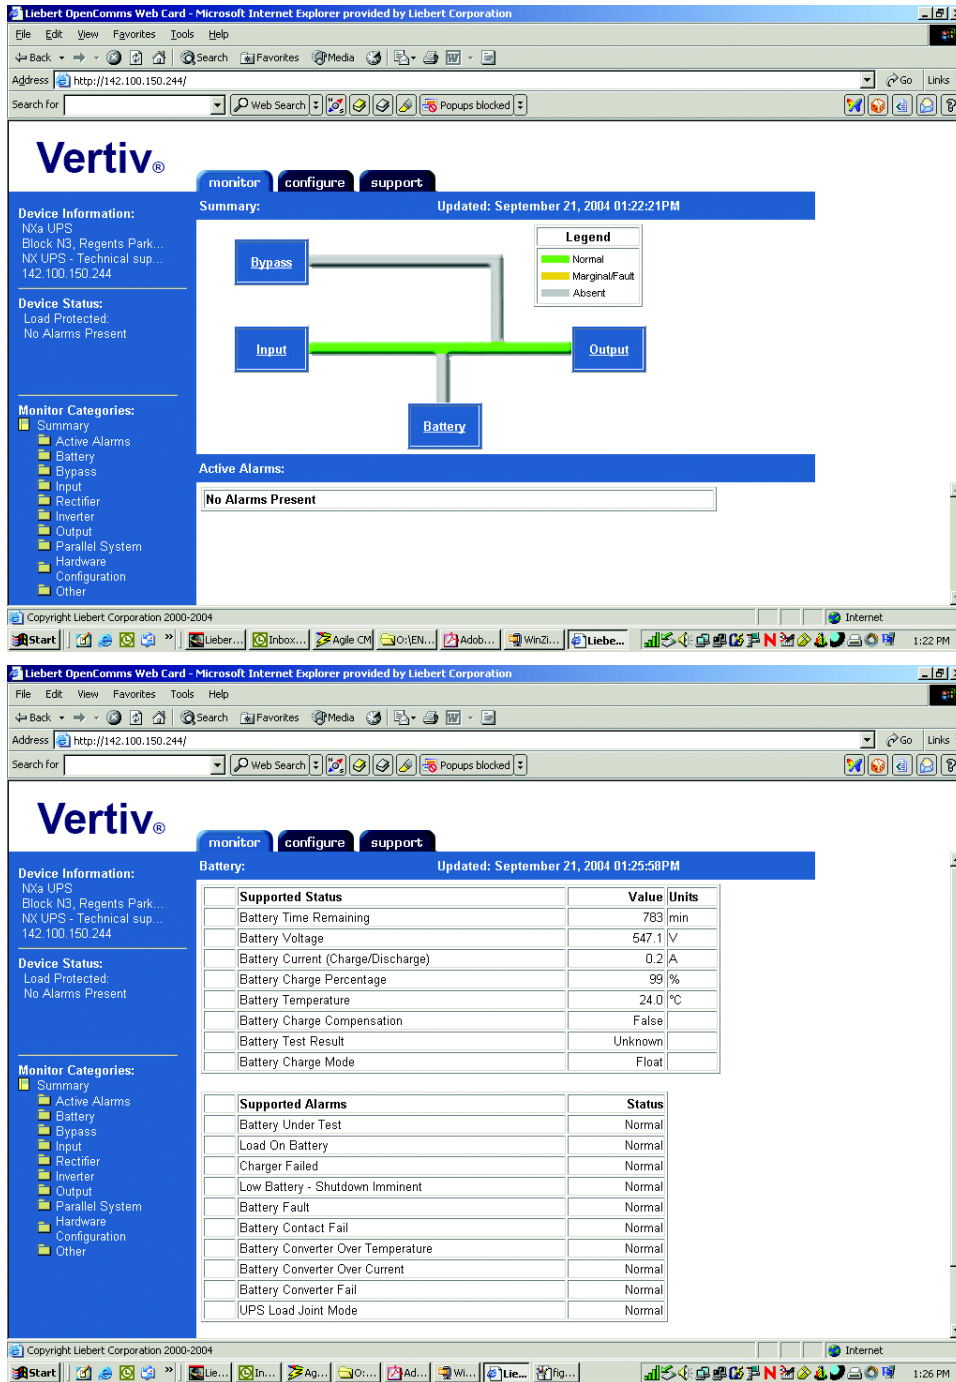 Liebert OpenComms Web Card - Microsoft Internet Explorer provided by Liebert Corporation
File Edit View Favorites Tools Help
Back Search Favorites Media
Address http://142.100.150.244/ Go Links
Search for Web Search Popups blocked
Vertiv®
monitor configure support
Summary: Updated: September 21, 2004 01:22:21PM
Device Information:
NXa UPS
Block N3, Regents Park...
NX UPS - Technical sup...
142.100.150.244
Device Status:
Load Protected:
No Alarms Present
Monitor Categories:
Summary
Active Alarms
Battery
Bypass
Input
Rectifier
Inverter
Output
Parallel System
Hardware
Configuration
Other
Legend
Normal
Marginal/Fault
Absent
Bypass
Input
Output
Battery
Active Alarms:
No Alarms Present
Copyright Liebert Corporation 2000-2004 Internet
Start Lieber... Inbox... Agile CM O:\EN... Adob... WinZi... Liebe... 1:22 PM
Liebert OpenComms Web Card - Microsoft Internet Explorer provided by Liebert Corporation
File Edit View Favorites Tools Help
Back Search Favorites Media
Address http://142.100.150.244/ Go Links
Search for Web Search Popups blocked
Vertiv®
monitor configure support
Battery: Updated: September 21, 2004 01:25:58PM
Device Information:
NXa UPS
Block N3, Regents Park...
NX UPS - Technical sup...
142.100.150.244
Device Status:
Load Protected:
No Alarms Present
Monitor Categories:
Summary
Active Alarms
Battery
Bypass
Input
Rectifier
Inverter
Output
Parallel System
Hardware
Configuration
Other
Supported Status Value Units
Battery Time Remaining 783 min
Battery Voltage 547.1 V
Battery Current (Charge/Discharge) 0.2 A
Battery Charge Percentage 99 %
Battery Temperature 24.0 °C
Battery Charge Compensation False
Battery Test Result Unknown
Battery Charge Mode Float
Supported Alarms Status
Battery Under Test Normal
Load On Battery Normal
Charger Failed Normal
Low Battery - Shutdown Imminent Normal
Battery Fault Normal
Battery Contact Fail Normal
Battery Converter Over Temperature Normal
Battery Converter Over Current Normal
Battery Converter Fail Normal
UPS Load Joint Mode Normal
Copyright Liebert Corporation 2000-2004 Internet
Start Lie... In... Ag... O:... Ad... Wi... Lie... fig... 1:26 PM